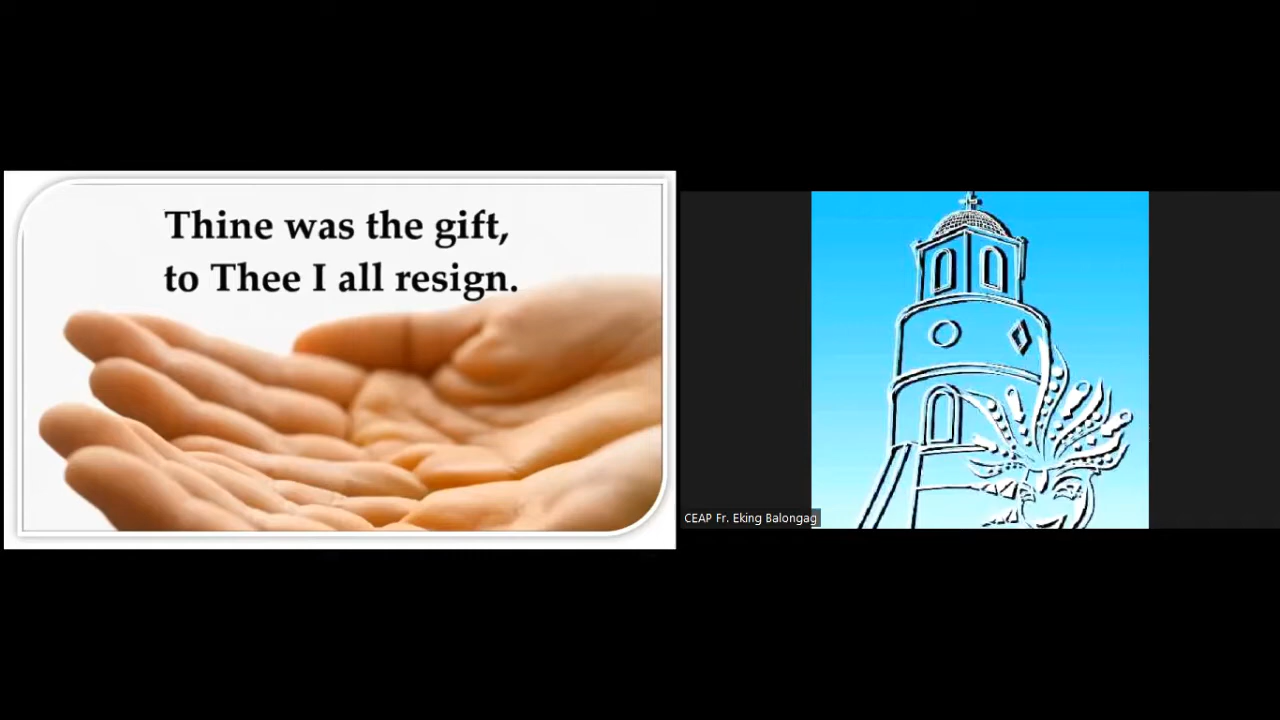 Thine was the gift,
to Thee I all resign.
CEAP Fr. Eking Balongag